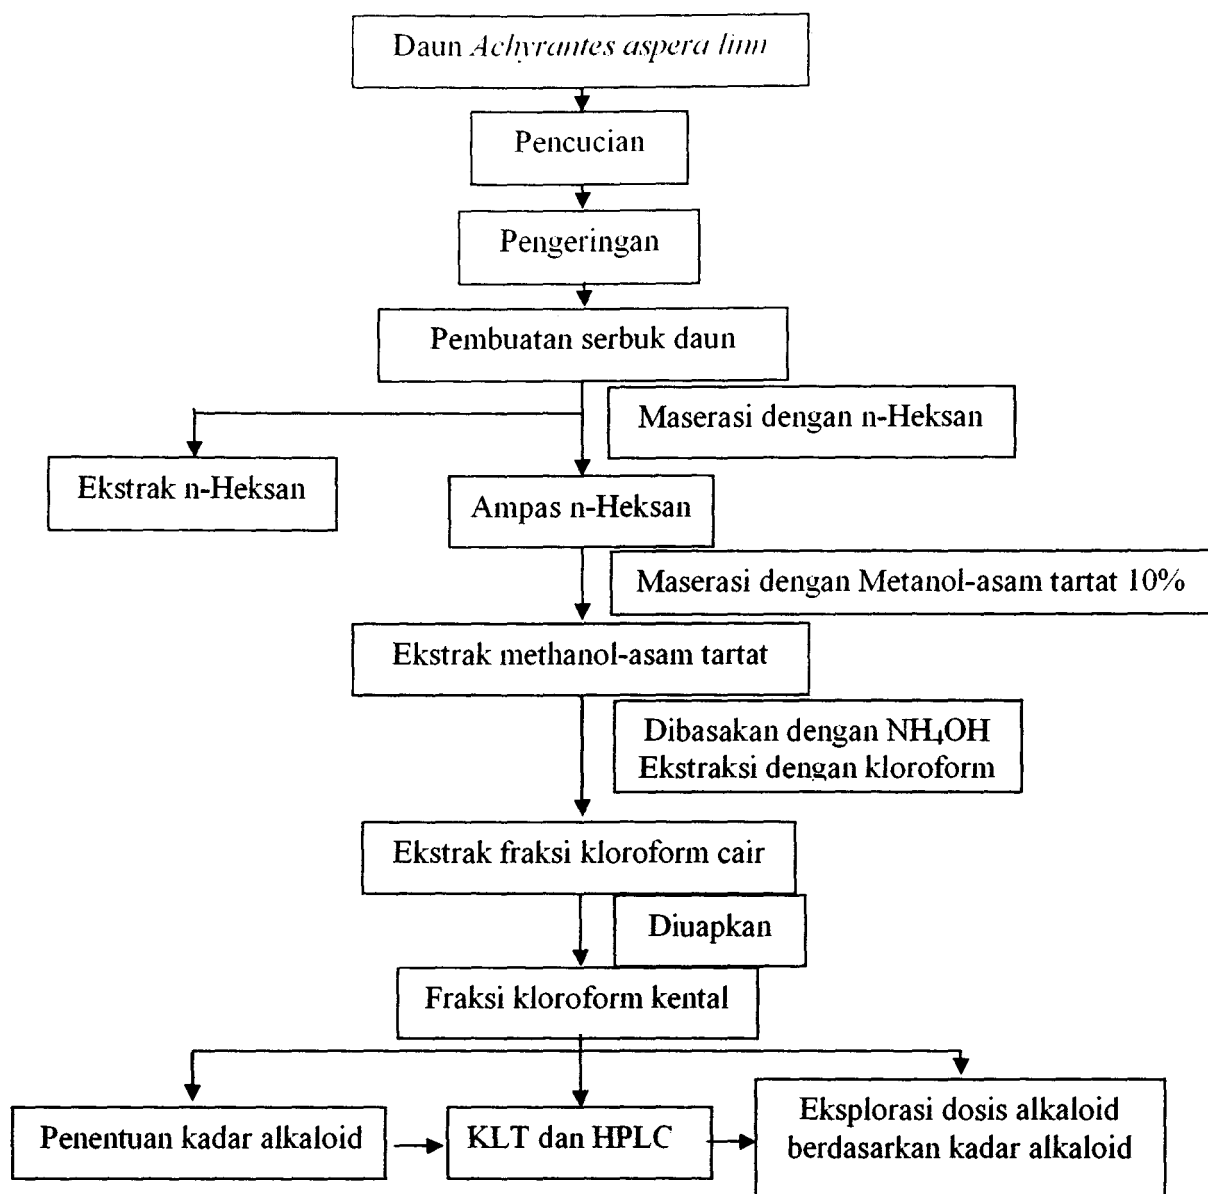 Daun Achyrantes aspera linn
Pencucian
Pengeringan
Pembuatan serbuk daun
Maserasi dengan n-Heksan
Ekstrak n-Heksan
Ampas n-Heksan
Maserasi dengan Metanol-asam tartat 10%
Ekstrak methanol-asam tartat
Dibasakan dengan NH₄OH
Ekstraksi dengan kloroform
Ekstrak fraksi kloroform cair
Diuapkan
Fraksi kloroform kental
Penentuan kadar alkaloid
KLT dan HPLC
Eksplorasi dosis alkaloid
berdasarkan kadar alkaloid